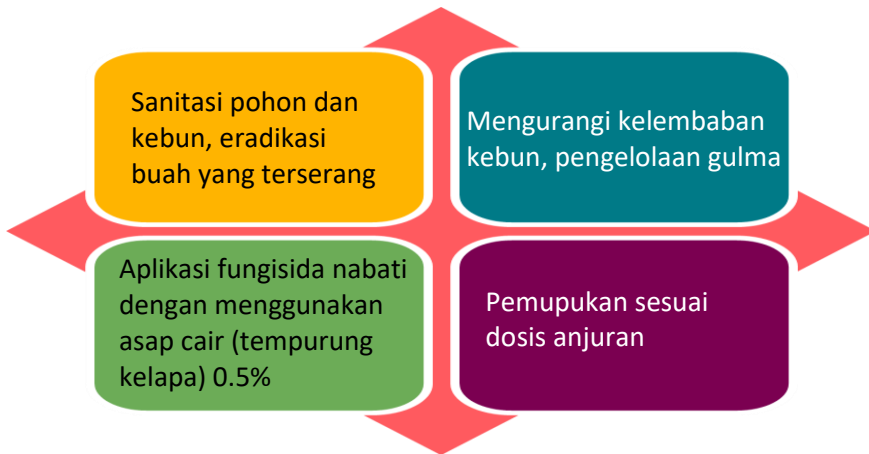 Sanitasi pohon dan
kebun, eradikasi
buah yang terserang
Mengurangi kelembaban
kebun, pengelolaan gulma
Aplikasi fungisida nabati
dengan menggunakan
asap cair (tempurung
kelapa) 0.5%
Pemupukan sesuai
dosis anjuran